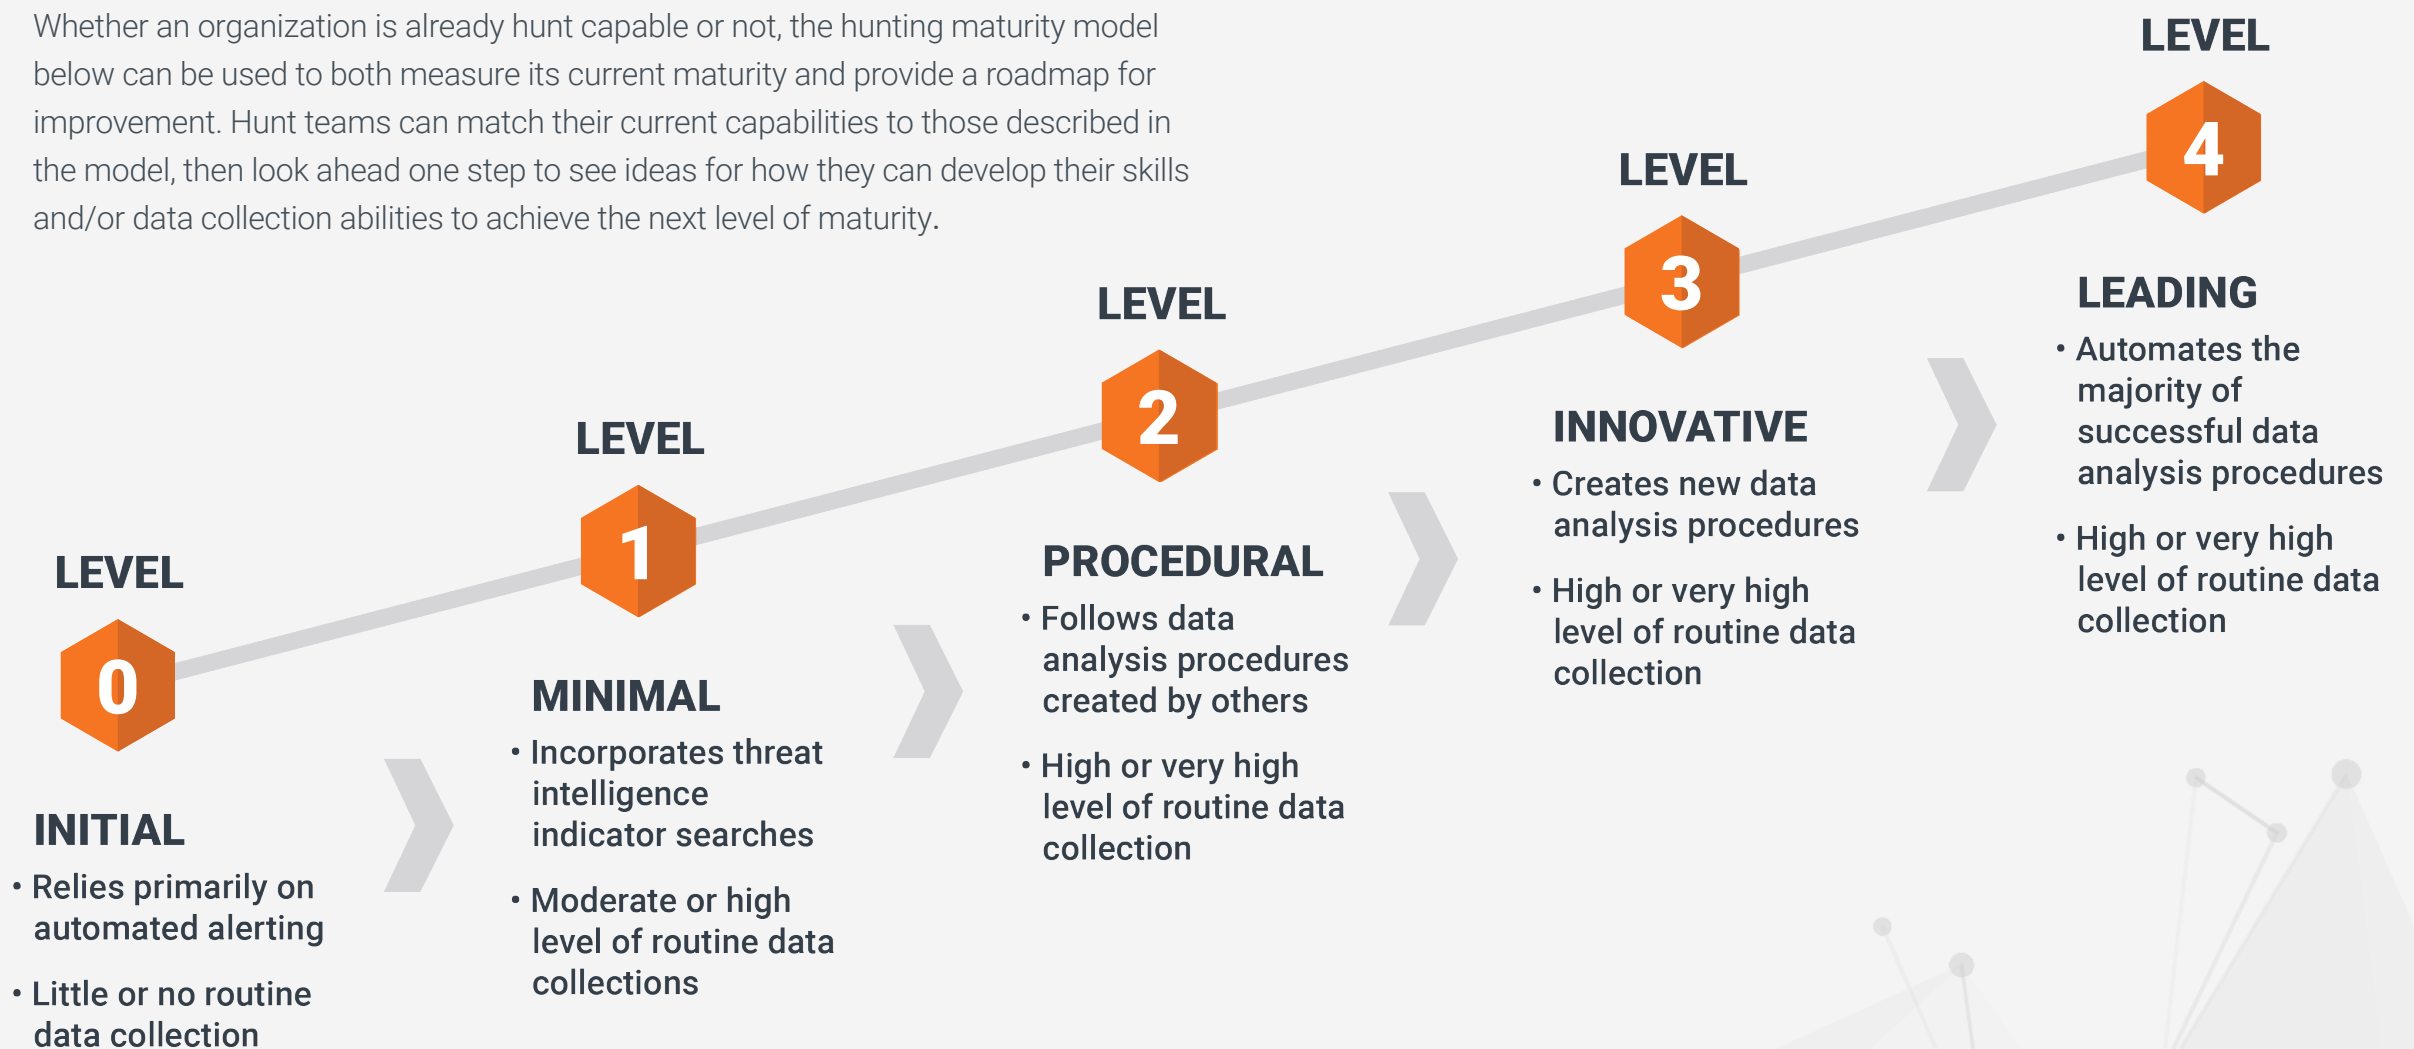 Whether an organization is already hunt capable or not, the hunting maturity model
below can be used to both measure its current maturity and provide a roadmap for
improvement. Hunt teams can match their current capabilities to those described in
the model, then look ahead one step to see ideas for how they can develop their skills
and/or data collection abilities to achieve the next level of maturity.
LEVEL
0
INITIAL
• Relies primarily on
automated alerting
• Little or no routine
data collection
LEVEL
1
MINIMAL
• Incorporates threat
intelligence
indicator searches
• Moderate or high
level of routine data
collections
LEVEL
2
PROCEDURAL
• Follows data
analysis procedures
created by others
• High or very high
level of routine data
collection
LEVEL
3
INNOVATIVE
• Creates new data
analysis procedures
• High or very high
level of routine data
collection
LEVEL
4
LEADING
• Automates the
majority of
successful data
analysis procedures
• High or very high
level of routine data
collection